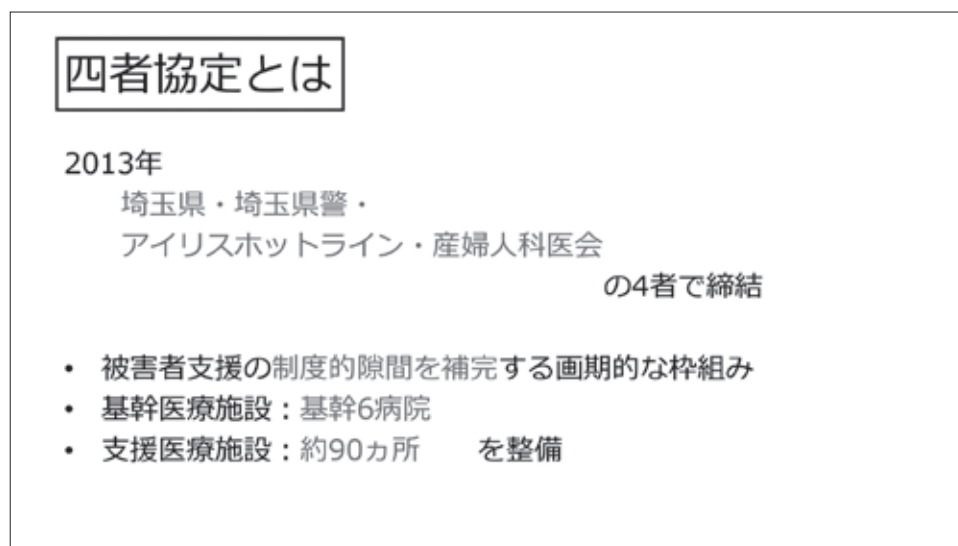 四者協定とは
2013年
埼玉県・埼玉県警・
アイリスホットライン・産婦人科医会
の4者で締結
• 被害者支援の制度的隙間を補完する画期的な枠組み
• 基幹医療施設：基幹6病院
• 支援医療施設：約90ヵ所　を整備